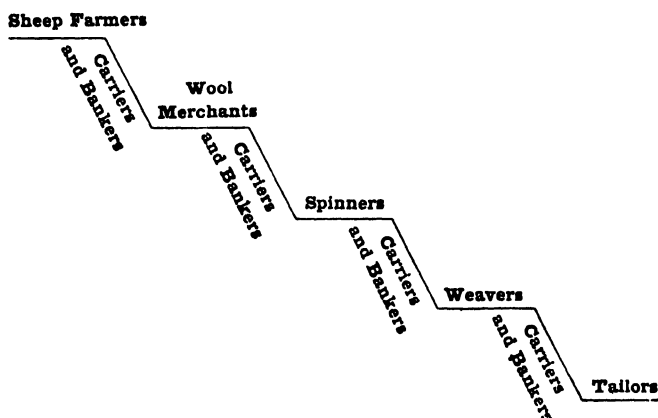 Sheep Farmers
Carriers
and Bankers
Wool
Merchants
Carriers
and Bankers
Spinners
Carriers
and Bankers
Weavers
Carriers
and Bankers
Tailors